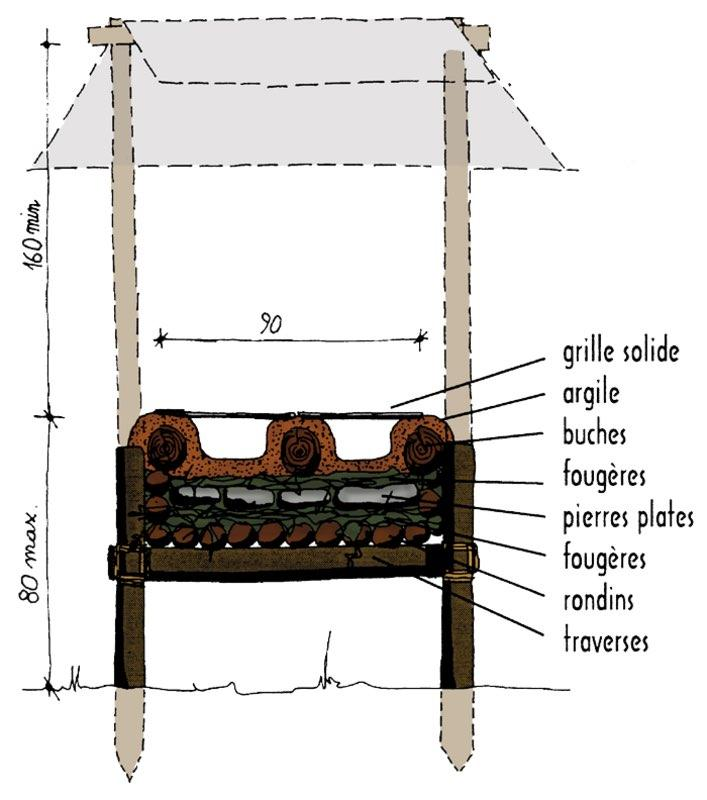 160 min
90
grille solide
argile
buches
fougères
pierres plates
fougères
rondins
traverses
80 max.